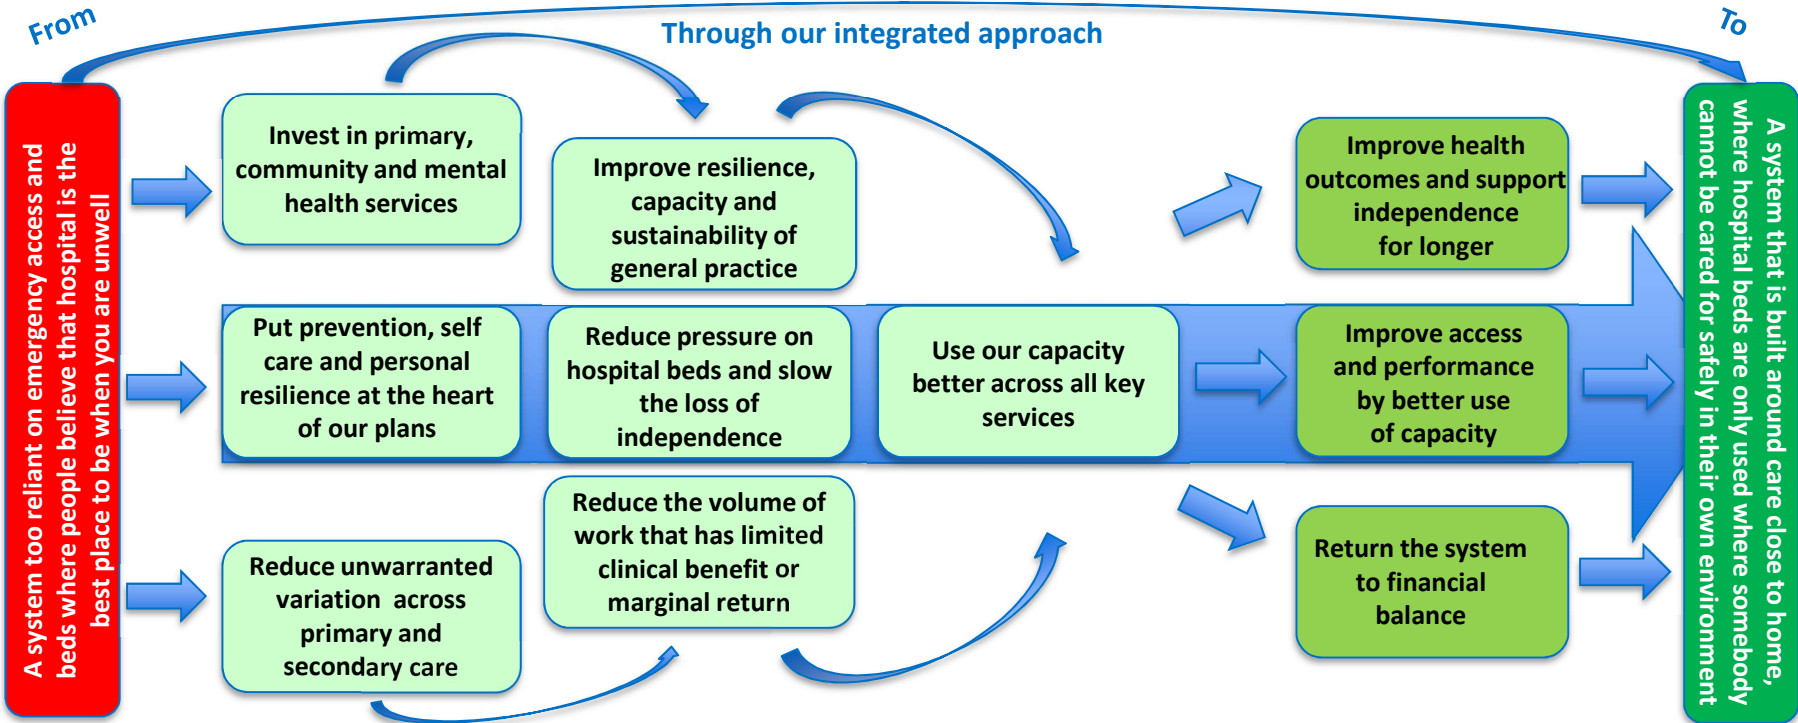 From
Through our integrated approach
To
A system too reliant on emergency access and
beds where people believe that hospital is the
best place to be when you are unwell
Invest in primary,
community and mental
health services
Put prevention, self
care and personal
resilience at the heart
of our plans
Reduce unwarranted
variation across
primary and
secondary care
Improve resilience,
capacity and
sustainability of
general practice
Reduce pressure on
hospital beds and slow
the loss of
independence
Reduce the volume of
work that has limited
clinical benefit or
marginal return
Use our capacity
better across all key
services
Improve health
outcomes and support
independence
for longer
Improve access
and performance
by better use
of capacity
Return the system
to financial
balance
A system that is built around care close to home,
where hospital beds are only used where somebody
cannot be cared for safely in their own environment